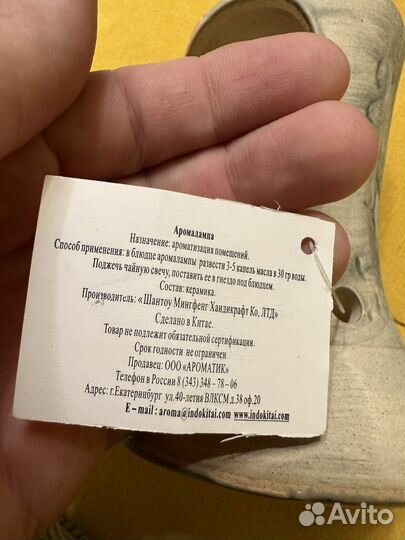 Аромалампа
Назначение: ароматизация помещений.
Способ применения: в блюдце аромалампы развести 3-5 капель масла в 30 гр воды.
Поджечь чайную свечу, поставить ее в гнездо под блюдцем.
Состав: керамика.
Производитель: «Шантоу Мингфенг Хандикрафт Ко, ЛТД»
Сделано в Китае.
Товар не подлежит обязательной сертификации.
Срок годности не ограничен
Продавец: ООО «АРОМАТИК»
Телефон в России 8 (343) 348 – 78 – 06
Адрес: г.Екатеринбург ул.40-летия ВЛКСМ д.38 оф.20
E – mail : aroma@indokitai.com www.indokitai.com
Avito